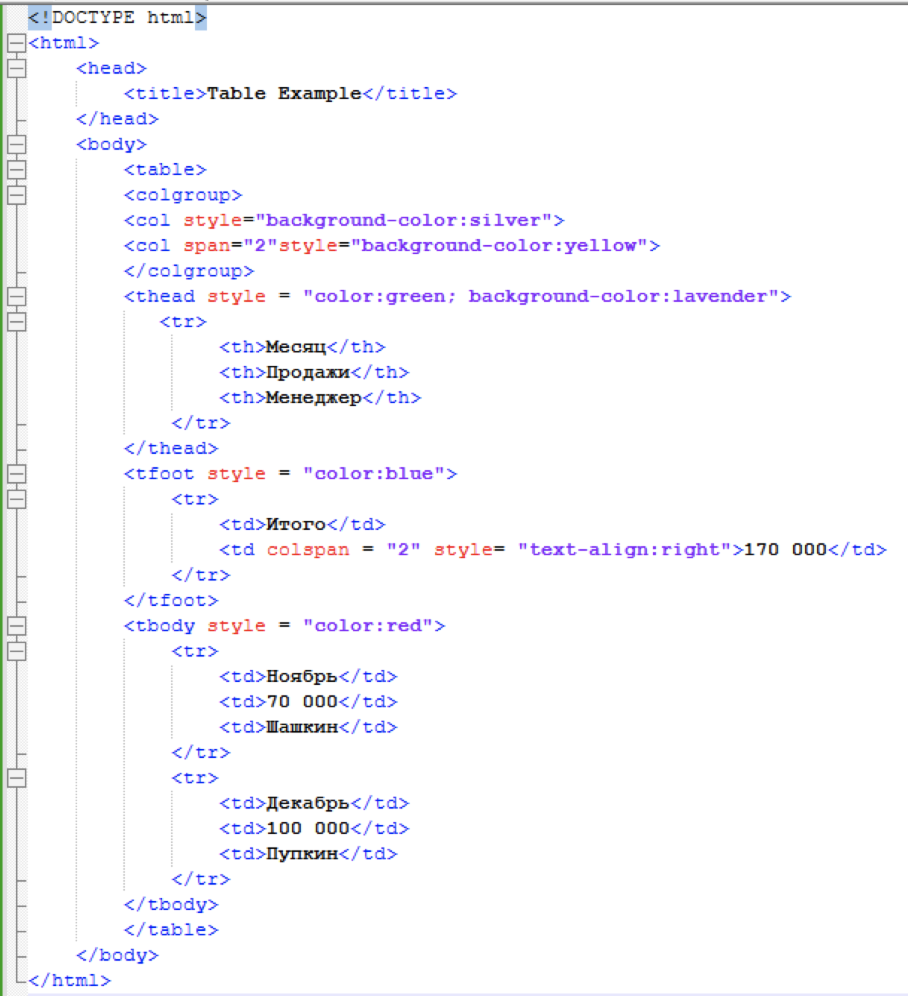 <!DOCTYPE html>
<html>
<head>
<title>Table Example</title>
</head>
<body>
<table>
<colgroup>
<col style="background-color:silver">
<col span="2"style="background-color:yellow">
</colgroup>
<thead style = "color:green; background-color:lavender">
<tr>
<th>Месяц</th>
<th>Продажи</th>
<th>Менеджер</th>
</tr>
</thead>
<tfoot style = "color:blue">
<tr>
<td>Итого</td>
<td colspan = "2" style= "text-align:right">170 000</td>
</tr>
</tfoot>
<tbody style = "color:red">
<tr>
<td>Ноябрь</td>
<td>70 000</td>
<td>Шашкин</td>
</tr>
<tr>
<td>Декабрь</td>
<td>100 000</td>
<td>Пупкин</td>
</tr>
</tbody>
</table>
</body>
</html>